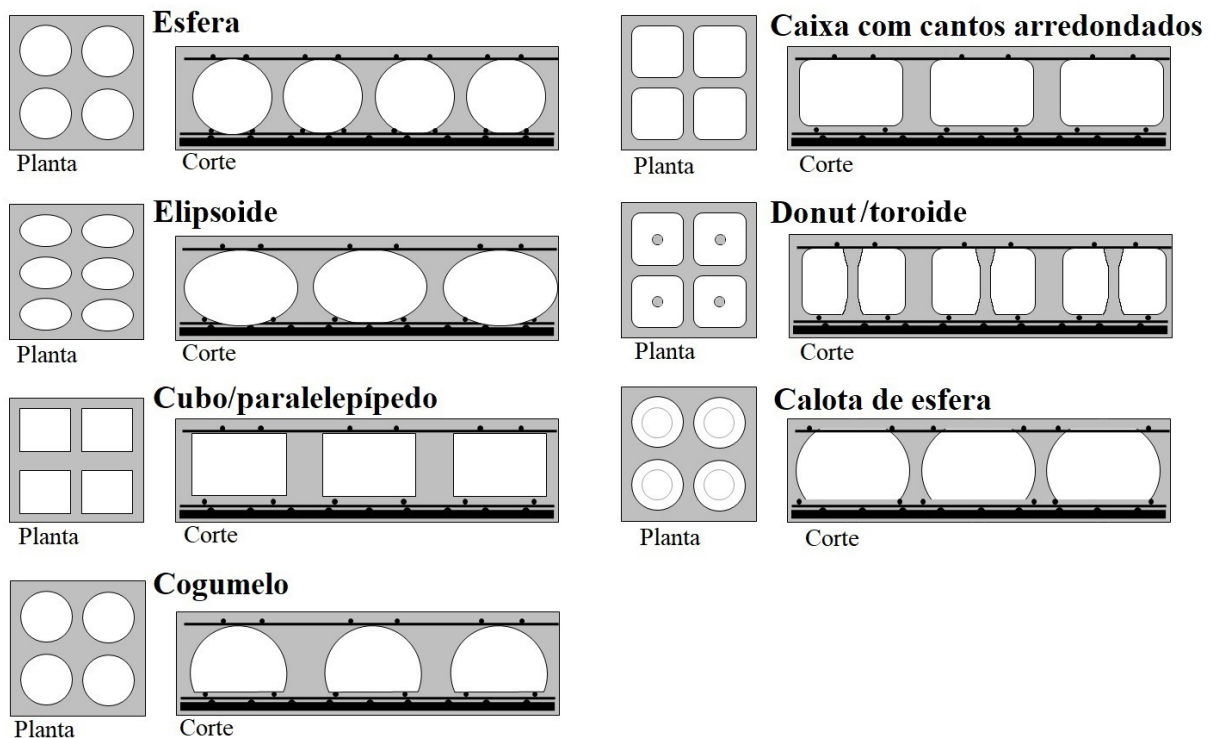 Esfera
Planta
Corte
Elipsoide
Planta
Corte
Cubo/paralelepípedo
Planta
Corte
Cogumelo
Planta
Corte
Caixa com cantos arredondados
Planta
Corte
Donut/toroide
Planta
Corte
Calota de esfera
Planta
Corte